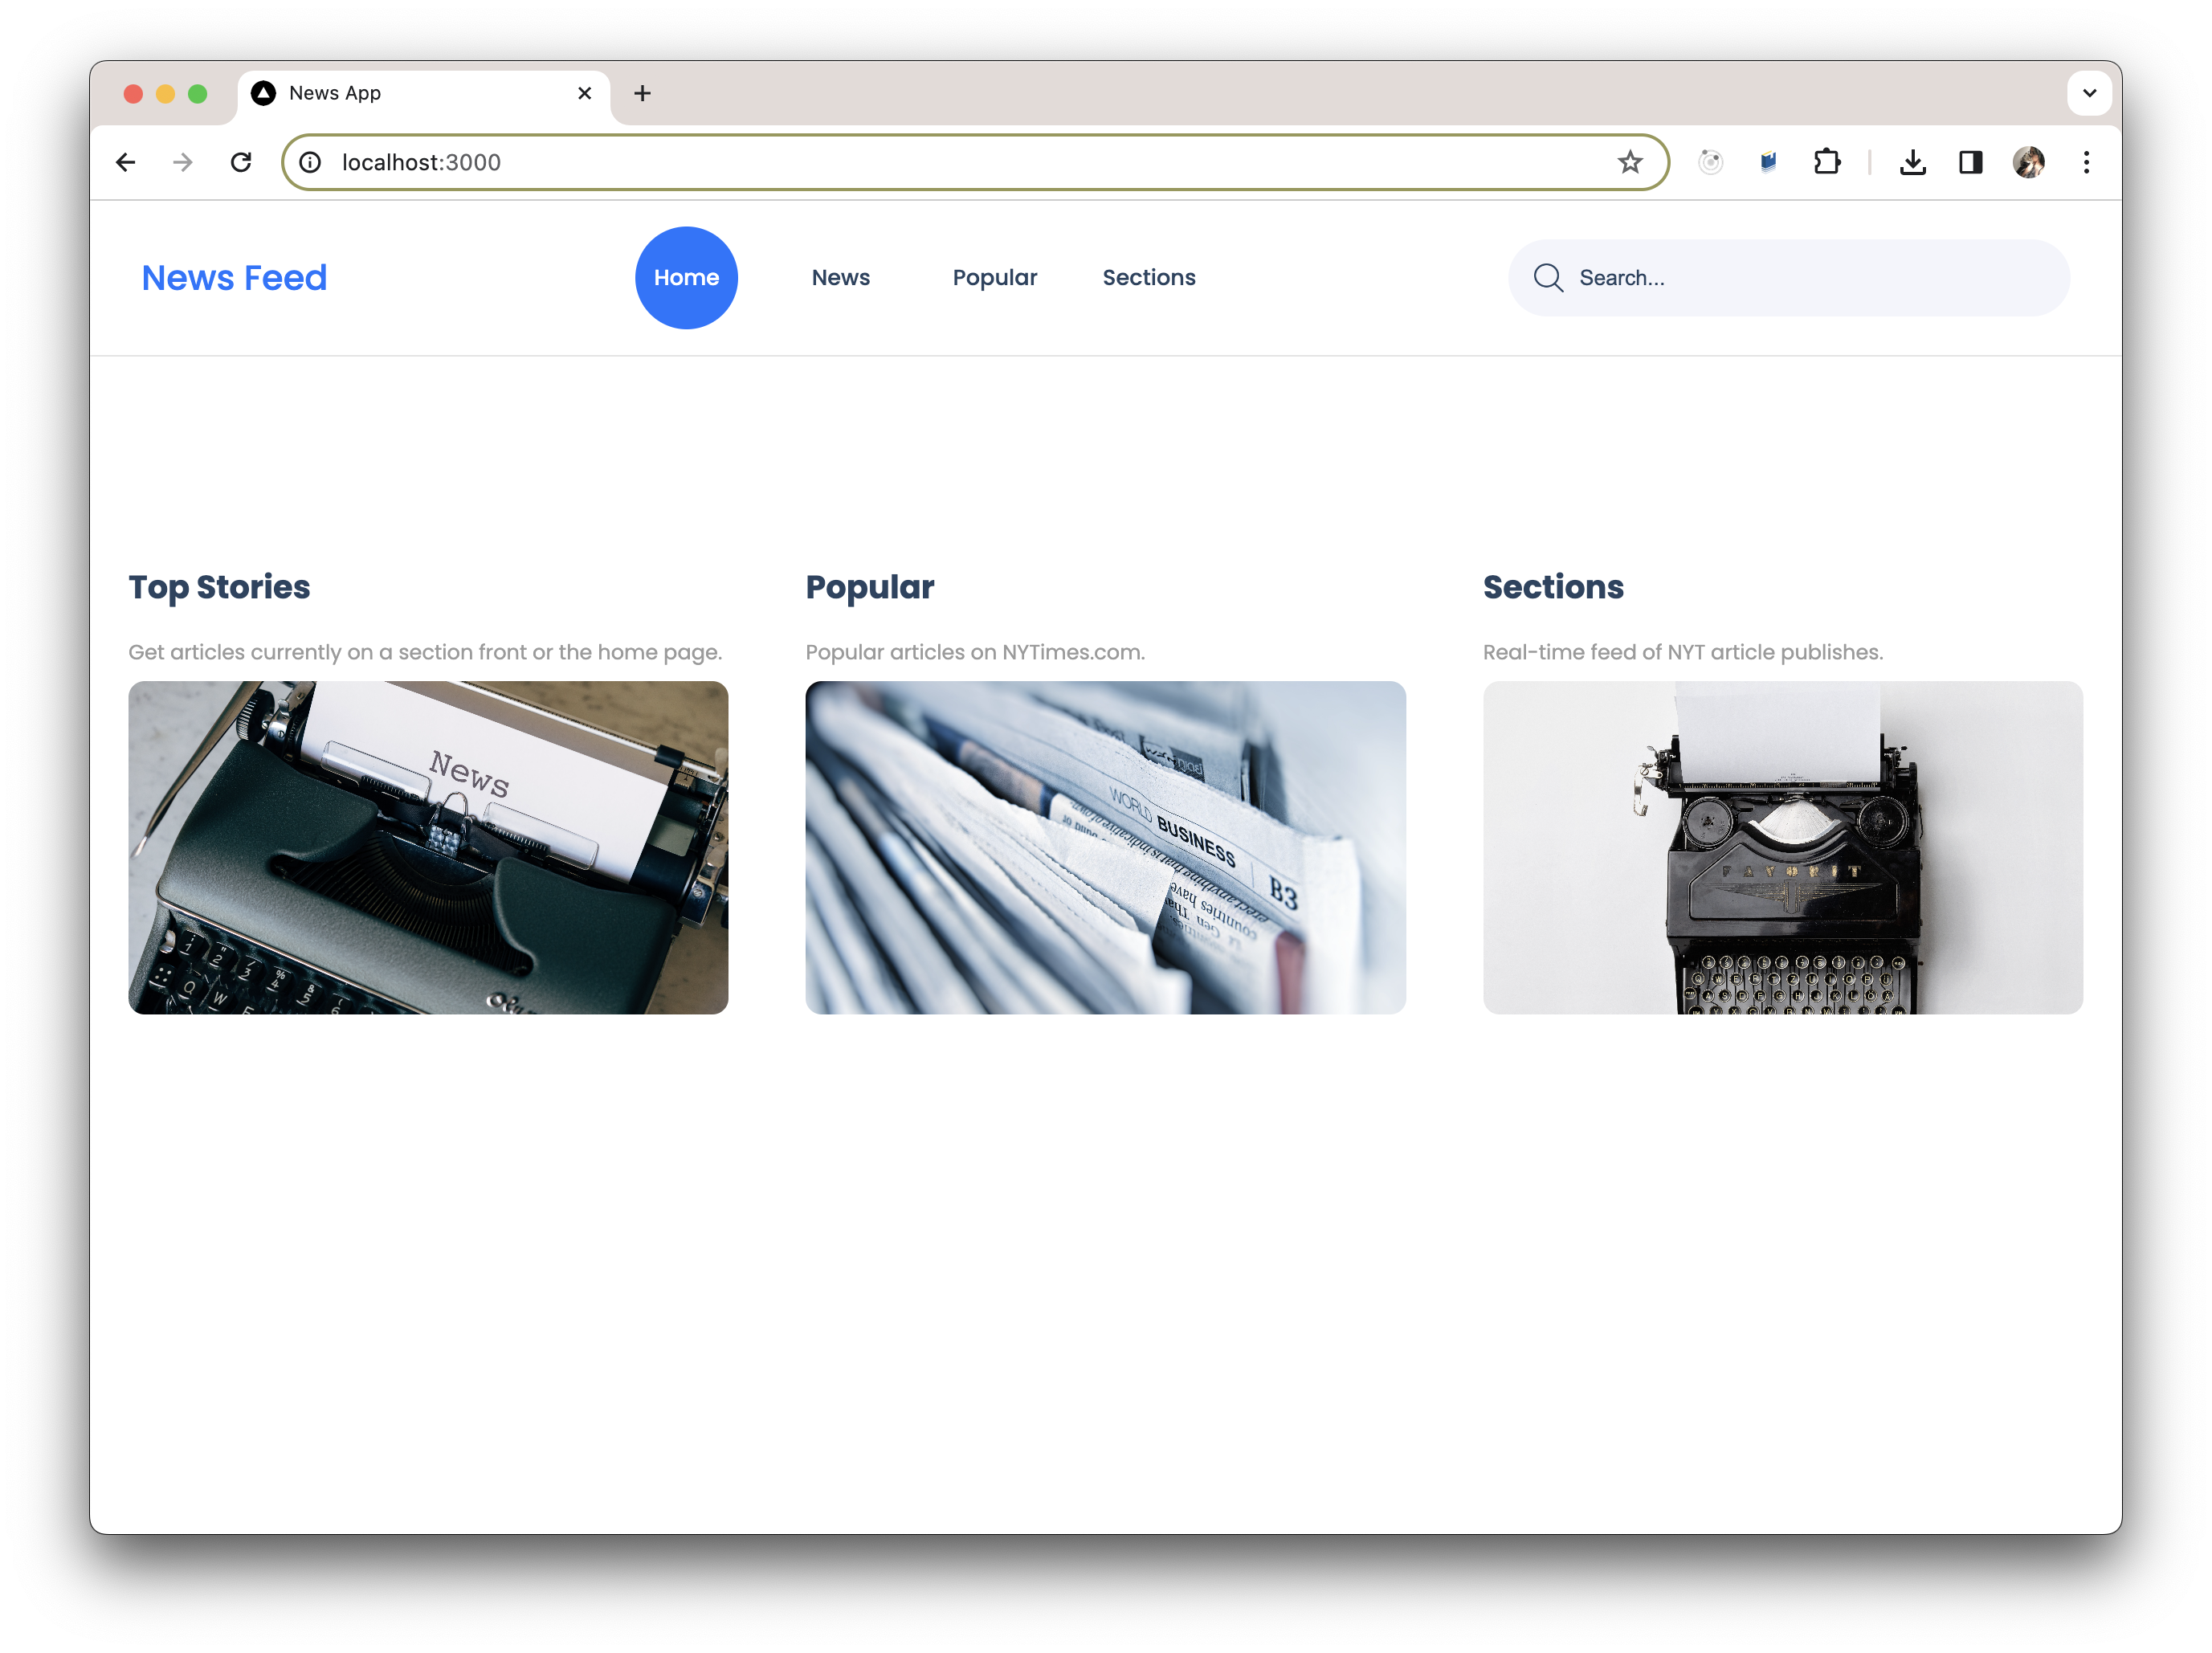 News App
localhost:3000
News Feed
Home
News
Popular
Sections
Search...
Top Stories
Get articles currently on a section front or the home page.
News
Popular
Popular articles on NYTimes.com.
WORLD BUSINESS B3
countries have
Sections
Real-time feed of NYT article publishes.
FAVORIT